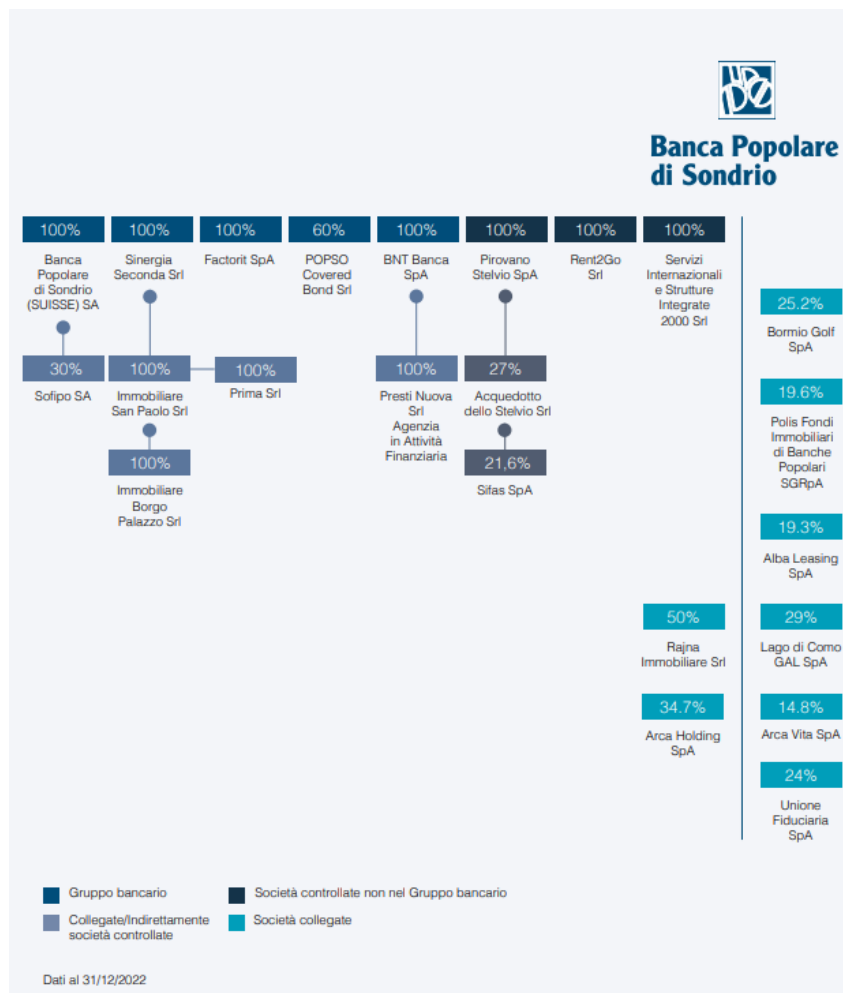 Banca Popolare
di Sondrio
100%
100%
100%
60%
100%
100%
100%
100%
Banca
Popolare
di Sondrio
(SUISSE) SA
Sinergia
Seconda Srl
Factorit SpA
POPSO
Covered
Bond Srl
BNT Banca
SpA
Pirovano
Stelvio SpA
Rent2Go
Srl
Servizi
Internazionali
e Strutture
Integrate
2000 Srl
30%
Sofipo SA
100%
Immobiliare
San Paolo Srl
100%
Prima Srl
100%
Presti Nuova
Srl
Agenzia
in Attività
Finanziaria
27%
Acquedotto
dello Stelvio Srl
100%
Immobiliare
Borgo
Palazzo Srl
21,6%
Sifas SpA
50%
Rajna
Immobiliare Srl
34.7%
Arca Holding
SpA
25.2%
Bormio Golf
SpA
19.6%
Polis Fondi
Immobiliari
di Banche
Popolari
SGRpA
19.3%
Alba Leasing
SpA
29%
Lago di Como
GAL SpA
14.8%
Arca Vita SpA
24%
Unione
Fiduciaria
SpA
Gruppo bancario
Società controllate non nel Gruppo bancario
Collegate/Indirettamente
società controllate
Società collegate
Dati al 31/12/2022